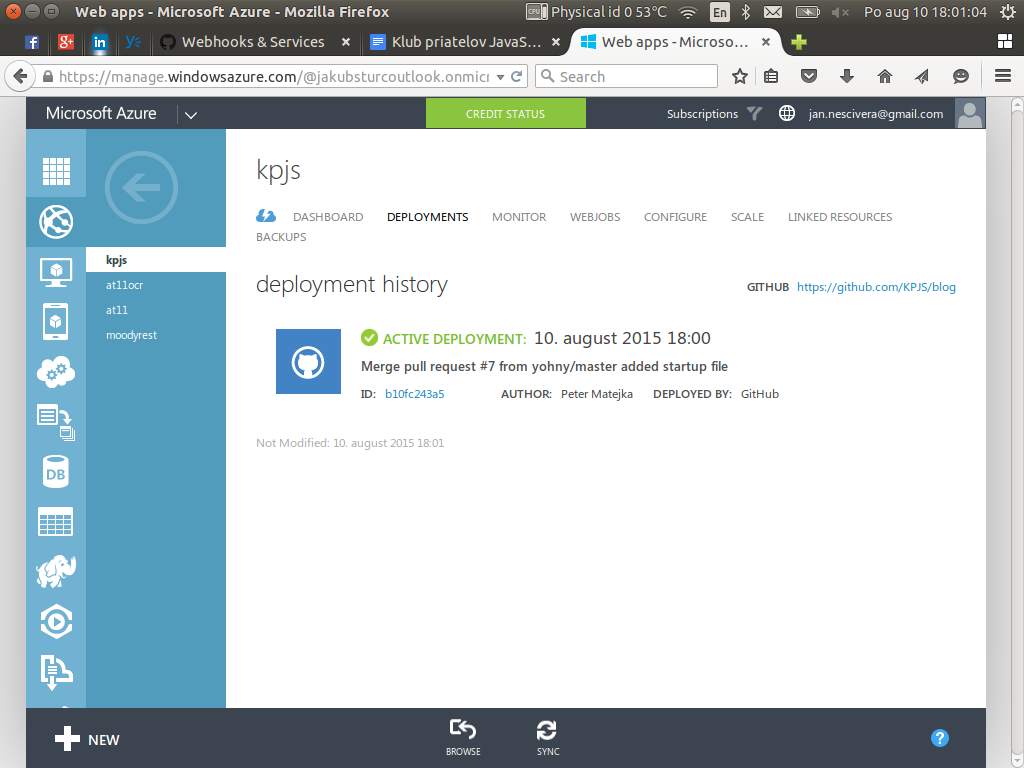 Web apps - Microsoft Azure - Mozilla Firefox
Physical id 0 53°C
En
Po aug 10 18:01:04
Webhooks & Services
Klub priatelov JavaS...
Web apps - Microso...
https://manage.windowsazure.com/@jakubsturcoutlook.onmicr
Search
Microsoft Azure
CREDIT STATUS
Subscriptions
jan.nescivera@gmail.com
kpjs
DASHBOARD DEPLOYMENTS MONITOR WEBJOBS CONFIGURE SCALE LINKED RESOURCES
BACKUPS
kpjs
at11ocr
at11
moodyrest
DB
deployment history
GITHUB https://github.com/KPJS/blog
ACTIVE DEPLOYMENT: 10. august 2015 18:00
Merge pull request #7 from yohny/master added startup file
ID: b10fc243a5 AUTHOR: Peter Matejka DEPLOYED BY: GitHub
Not Modified: 10. august 2015 18:01
NEW
BROWSE
SYNC
?